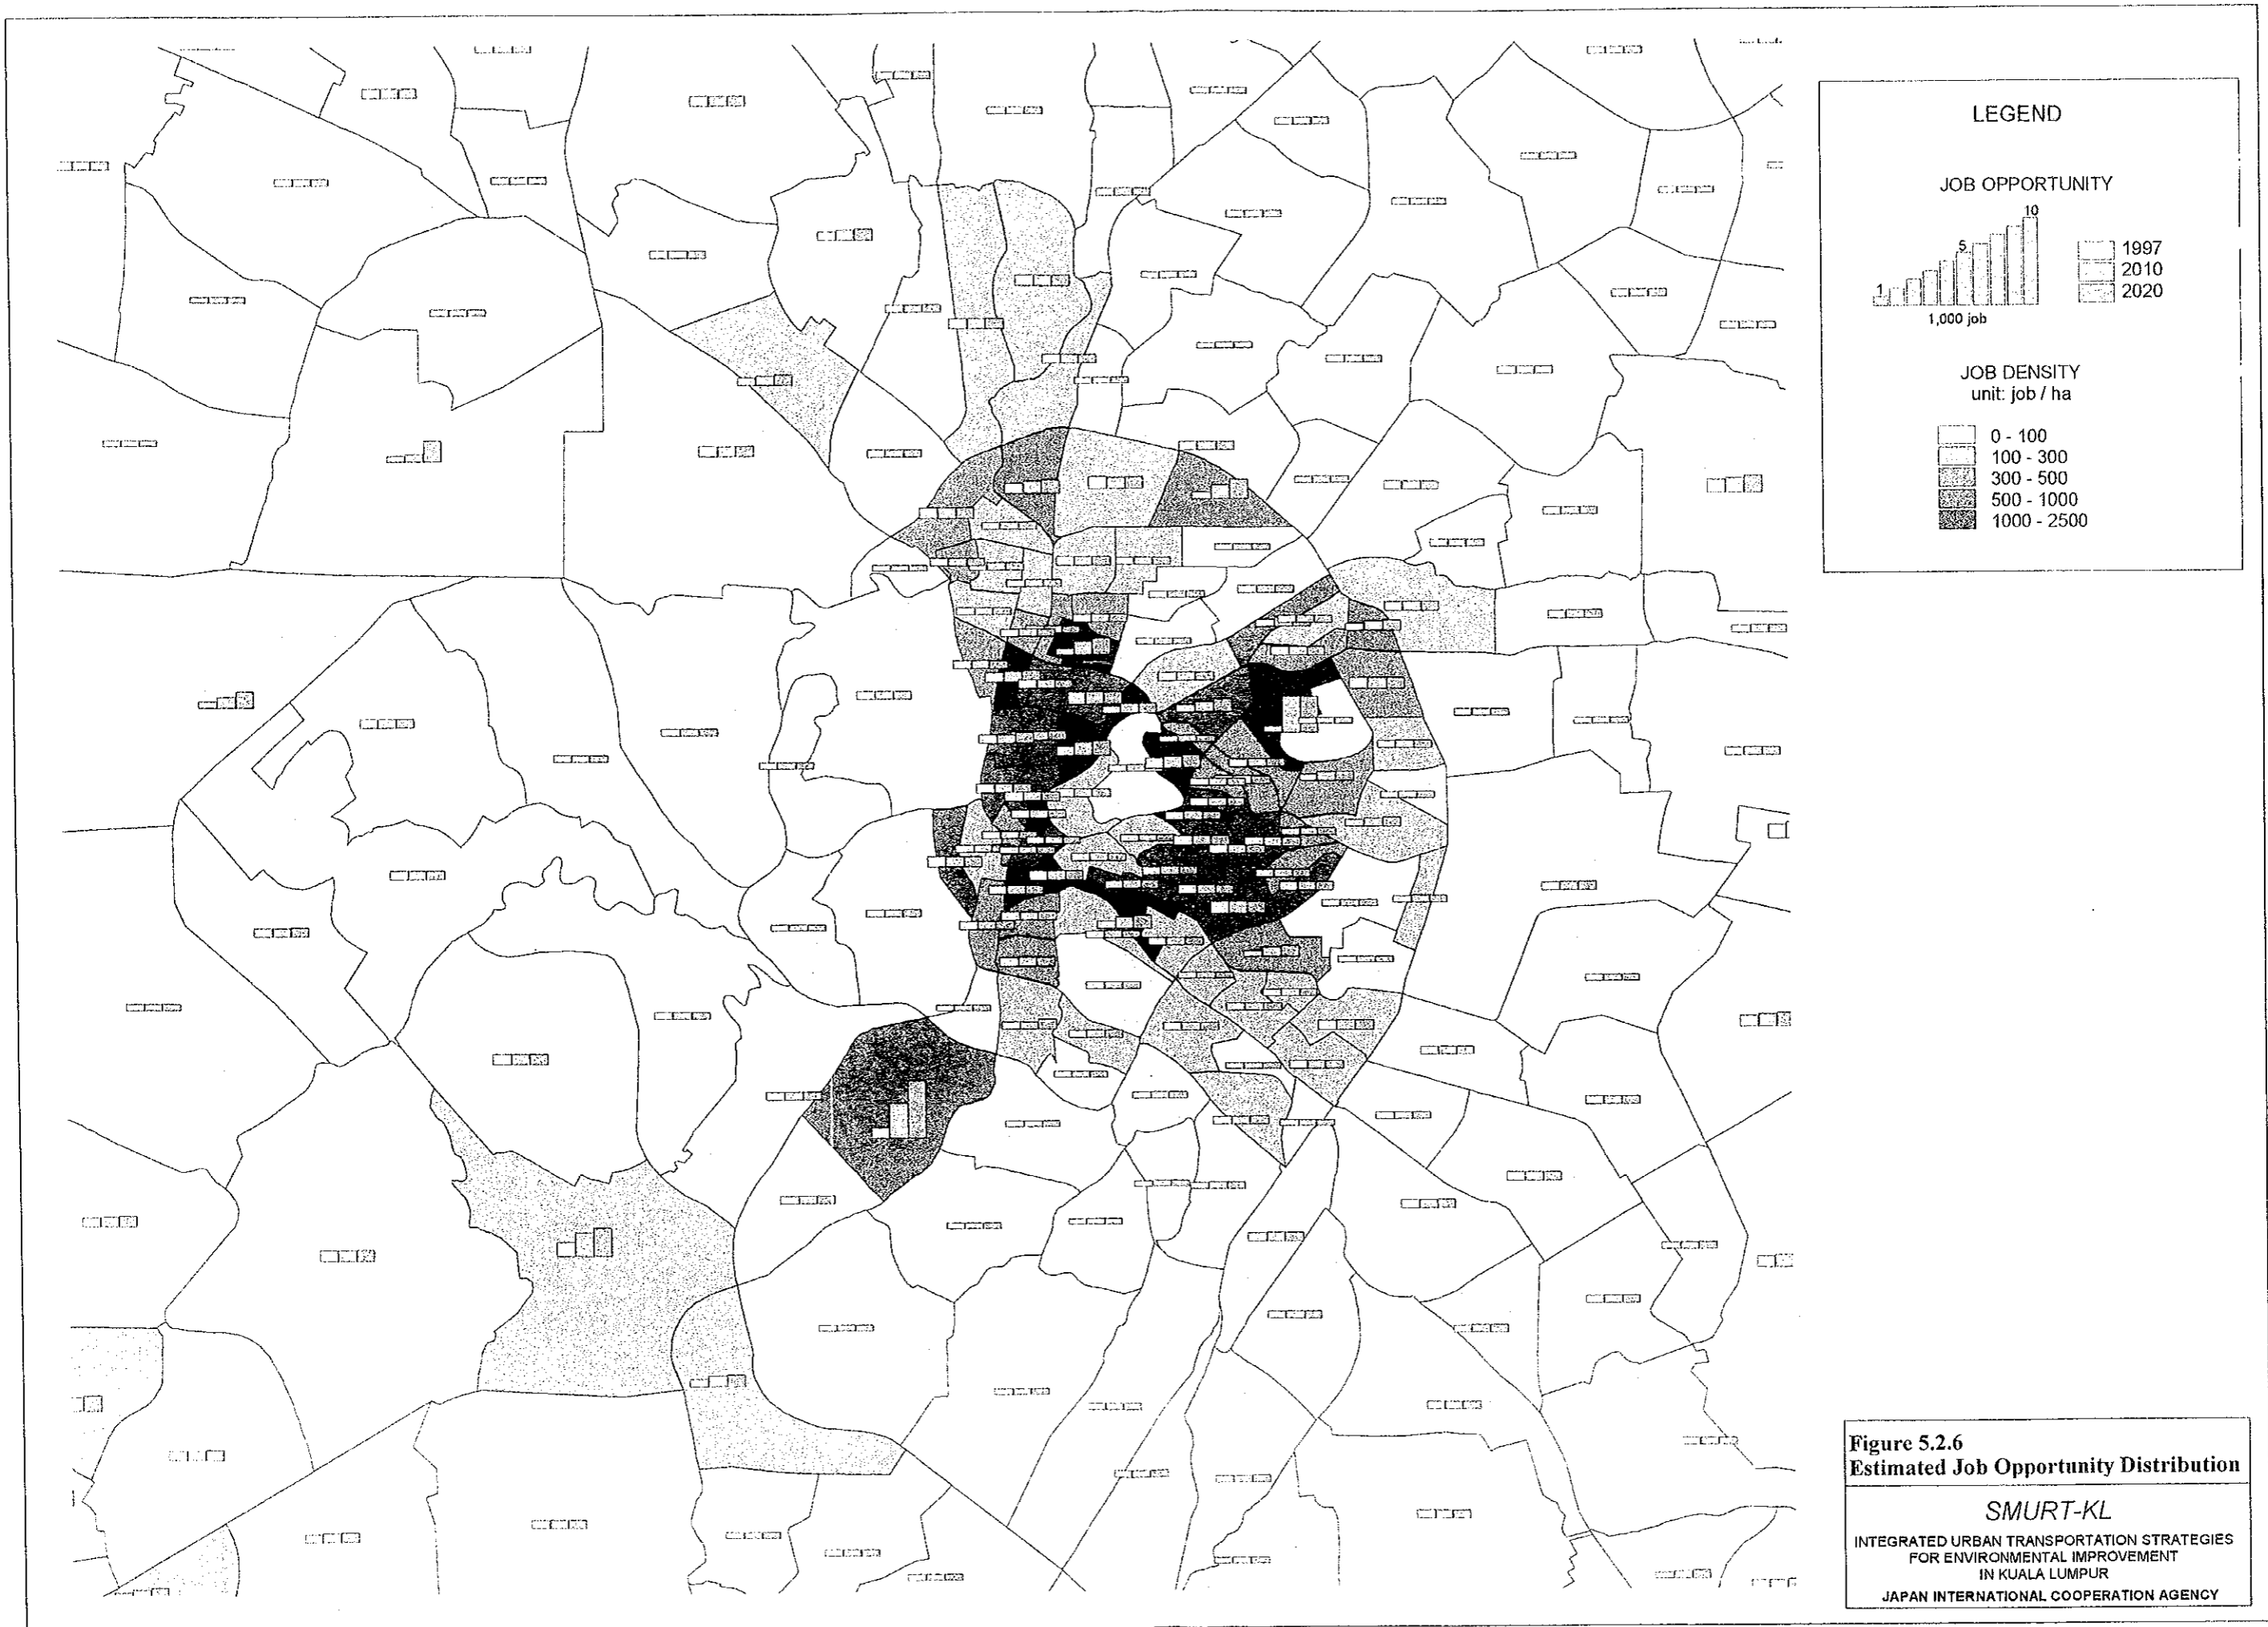 LEGEND
JOB OPPORTUNITY
10
5
1
1,000 job
1997
2010
2020
JOB DENSITY
unit: job / ha
0 - 100
100 - 300
300 - 500
500 - 1000
1000 - 2500
Figure 5.2.6
Estimated Job Opportunity Distribution
SMURT-KL
INTEGRATED URBAN TRANSPORTATION STRATEGIES
FOR ENVIRONMENTAL IMPROVEMENT
IN KUALA LUMPUR
JAPAN INTERNATIONAL COOPERATION AGENCY